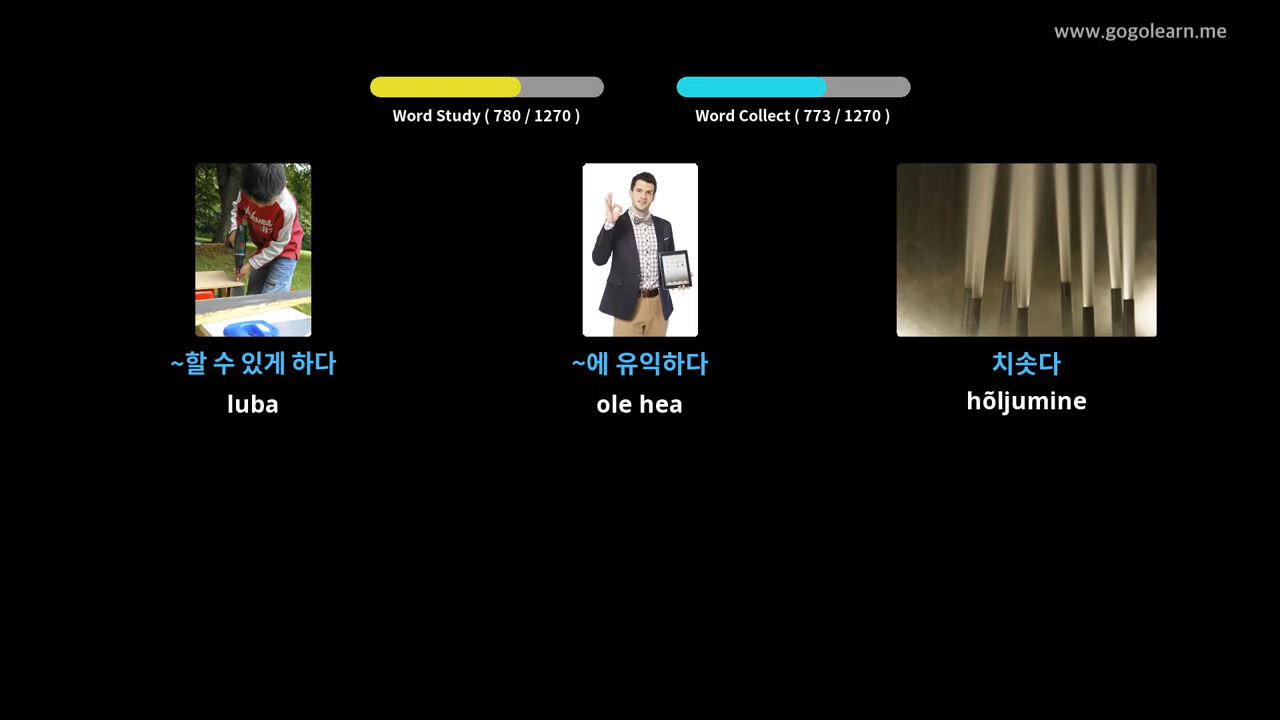 www.gogolearn.me
Word Study ( 780 / 1270 )
Word Collect ( 773 / 1270 )
~할 수 있게 하다
luba
~에 유익하다
ole hea
치솟다
hõljumine